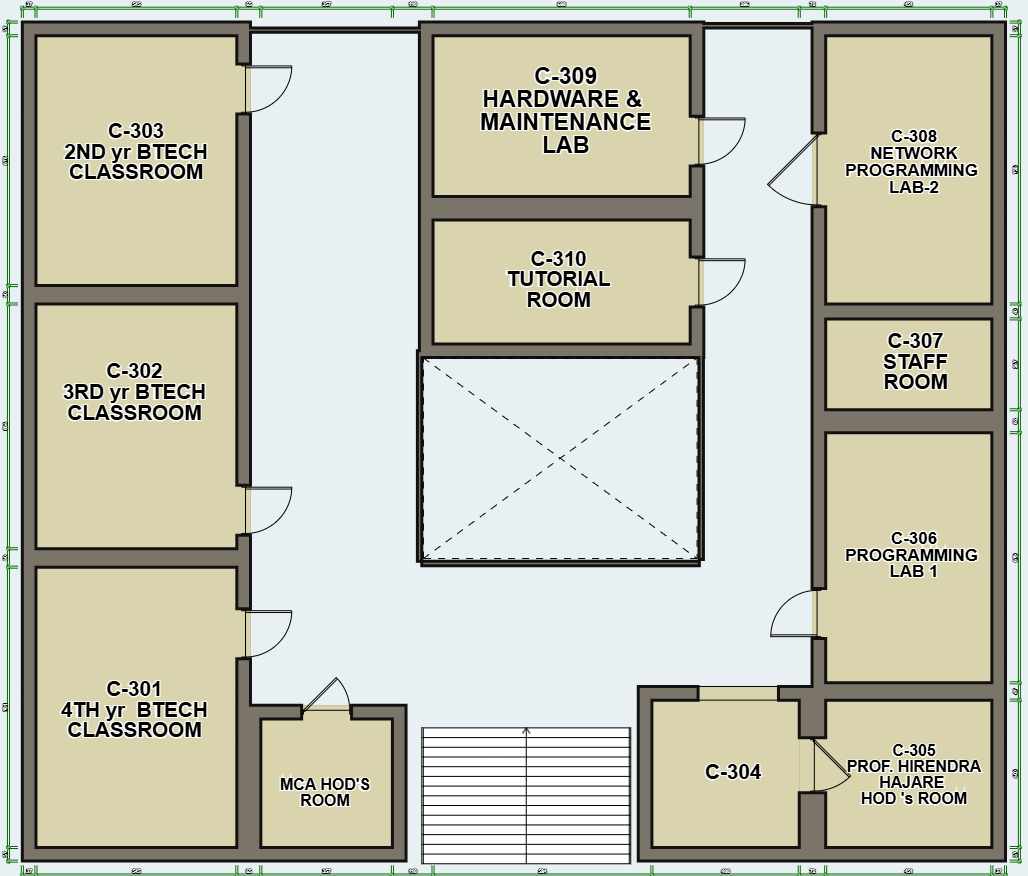 C-303
2ND yr BTECH
CLASSROOM
C-309
HARDWARE &
MAINTENANCE
LAB
C-308
NETWORK
PROGRAMMING
LAB-2
C-310
TUTORIAL
ROOM
C-302
3RD yr BTECH
CLASSROOM
C-307
STAFF
ROOM
C-306
PROGRAMMING
LAB 1
C-301
4TH yr BTECH
CLASSROOM
MCA HOD'S
ROOM
C-304
C-305
PROF. HIRENDRA
HAJARE
HOD 's ROOM